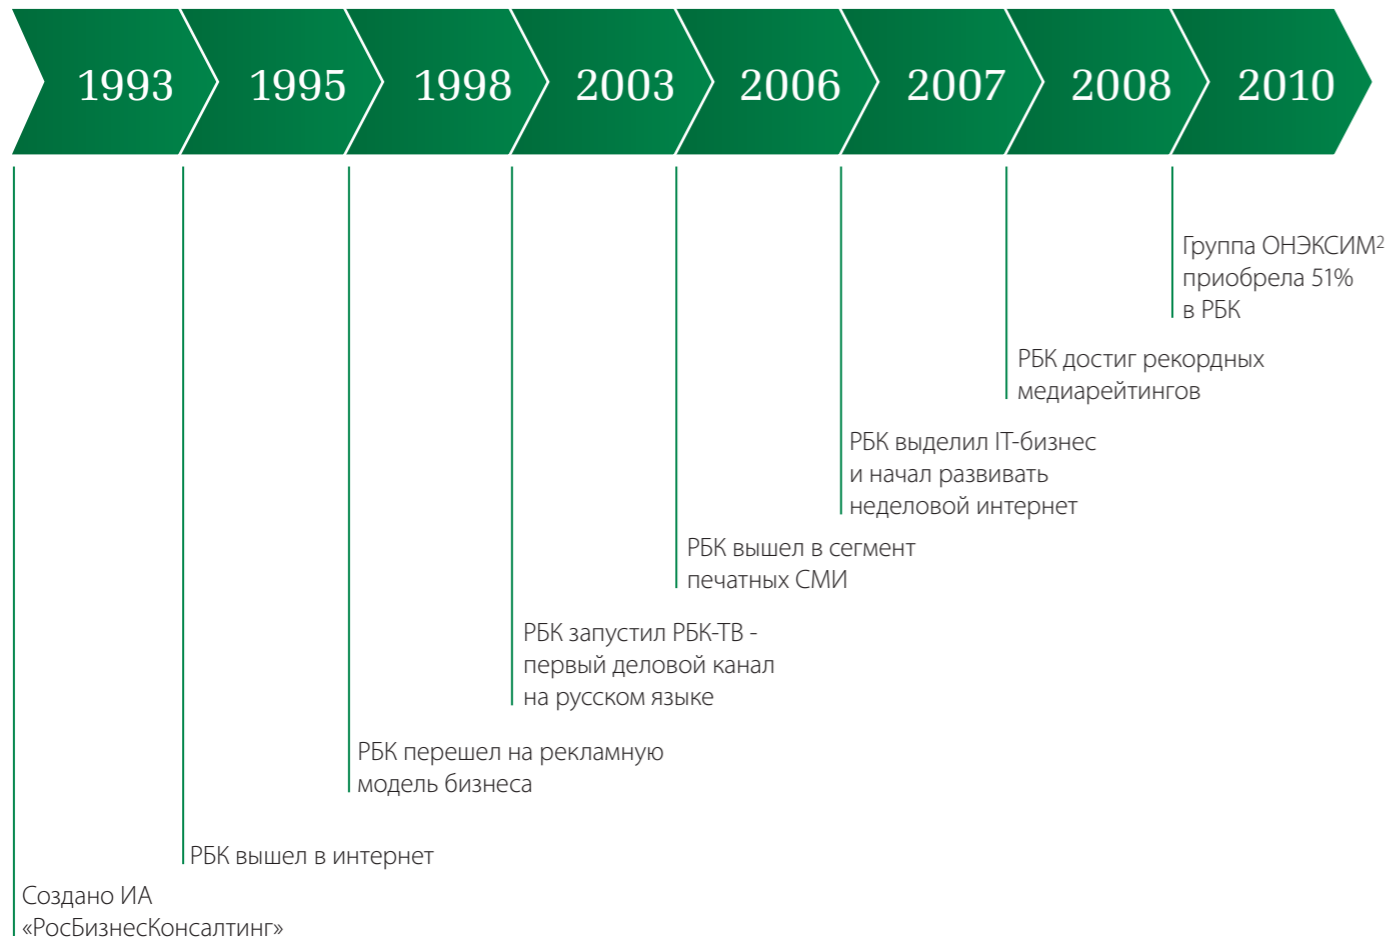 1993 1995 1998 2003 2006 2007 2008 2010
Группа ОНЭКСИМ²
приобрела 51%
в РБК
РБК достиг рекордных
медиарейтингов
РБК выделил IT-бизнес
и начал развивать
неделовой интернет
РБК вышел в сегмент
печатных СМИ
РБК запустил РБК-ТВ -
первый деловой канал
на русском языке
РБК перешел на рекламную
модель бизнеса
РБК вышел в интернет
Создано ИА
«РосБизнесКонсалтинг»